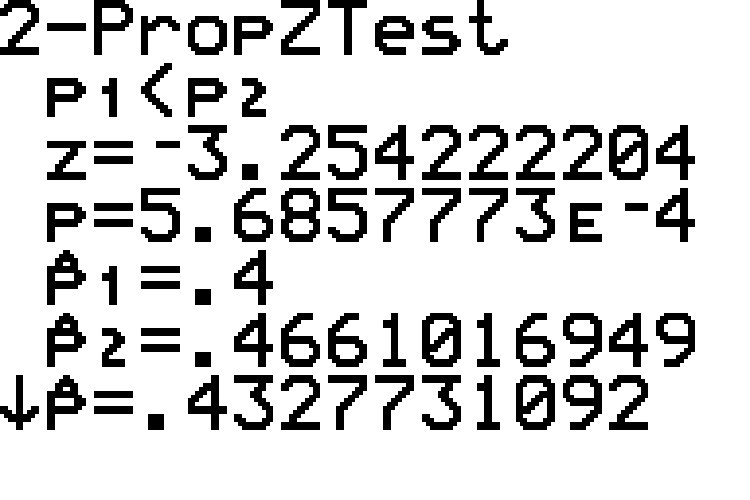 2-PropZTest
p1<p2
z=-3.254222204
p=5.6857773E-4
p̂1=.4
p̂2=.4661016949
↓p̂=.4327731092